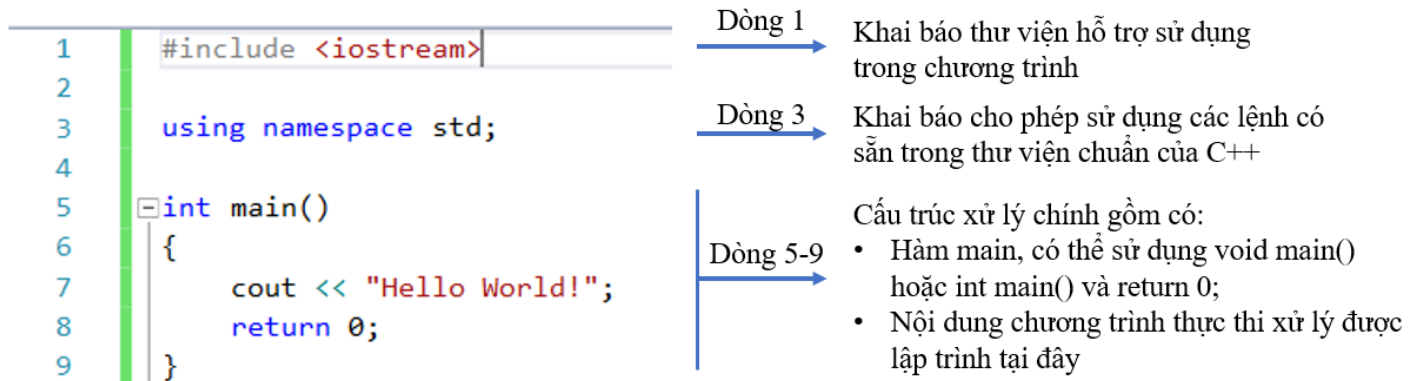 1 #include <iostream>
2
3 using namespace std;
4
5 int main()
6 {
7 cout << "Hello World!";
8 return 0;
9 }
Dòng 1
Khai báo thư viện hỗ trợ sử dụng
trong chương trình
Dòng 3
Khai báo cho phép sử dụng các lệnh có
sẵn trong thư viện chuẩn của C++
Dòng 5-9
Cấu trúc xử lý chính gồm có:
• Hàm main, có thể sử dụng void main()
hoặc int main() và return 0;
• Nội dung chương trình thực thi xử lý được
lập trình tại đây